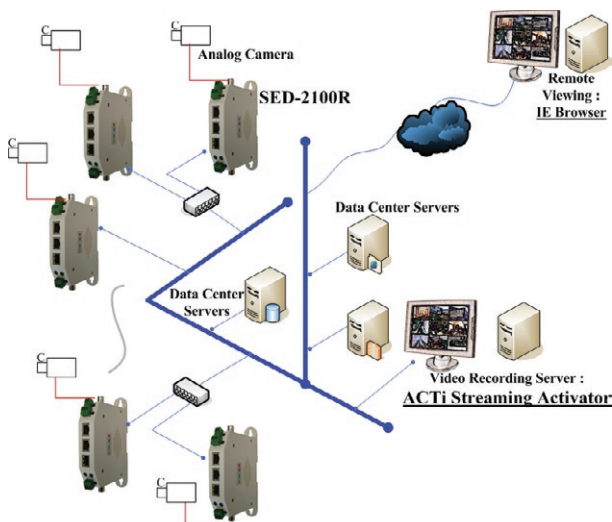 C
C
Analog Camera
SED-2100R
Remote
Viewing :
IE Browser
C
Data Center Servers
Data Center
Servers
C
Video Recording Server :
ACTi Streaming Activator
C